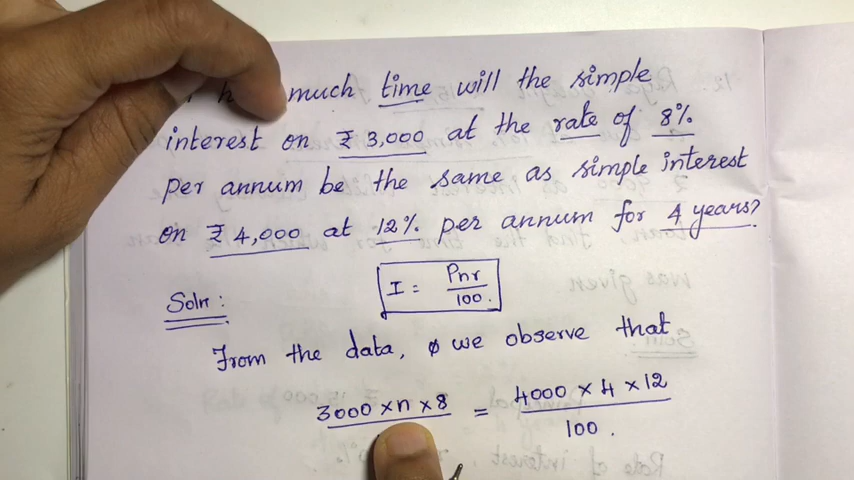 much time will the simple
interest on ₹ 3,000 at the rate of 8%
per annum be the same as simple interest
on ₹ 4,000 at 12% per annum for 4 years?
I = Pnr / 100.
Soln :
From the data, we observe that
3000 × n × 8 = 4000 × 4 × 12 / 100.